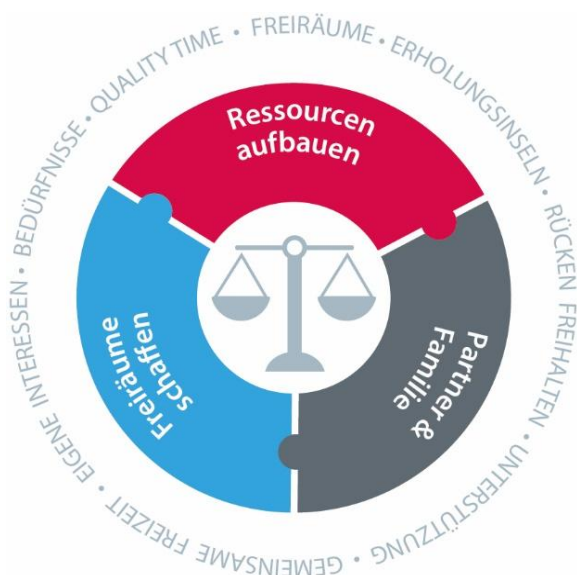 BEDÜRFNISSE • QUALITY TIME • FREIRÄUME • ERHOLUNGSINSELN • RÜCKEN FREIHALTEN • UNTERSTÜTZUNG • GEMEINSAME FREIZEIT • EIGENE INTERESSEN •
Ressourcen
aufbauen
Partner &
Familie
Freiräume
schaffen